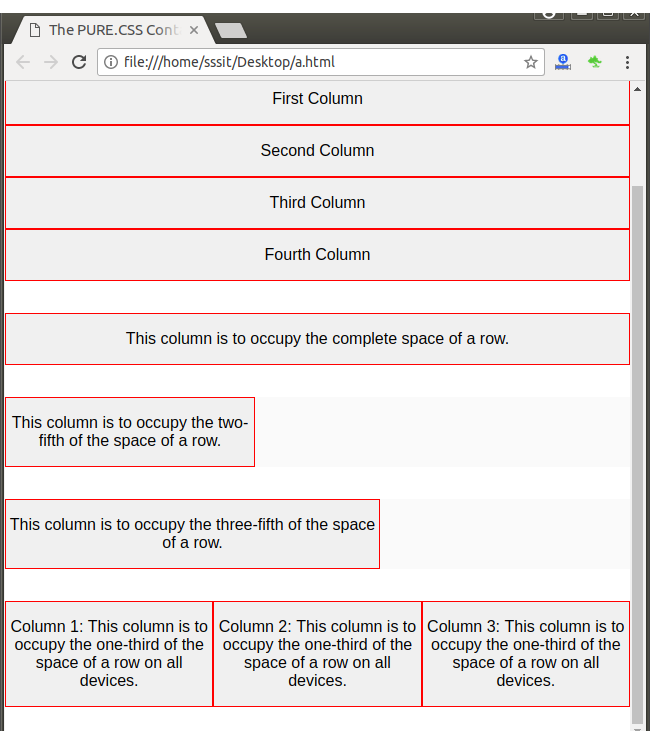 The PURE.CSS Cont
file:///home/sssit/Desktop/a.html
a
First Column
Second Column
Third Column
Fourth Column
This column is to occupy the complete space of a row.
This column is to occupy the two-
fifth of the space of a row.
This column is to occupy the three-fifth of the space
of a row.
Column 1: This column is to
occupy the one-third of the
space of a row on all
devices.
Column 2: This column is to
occupy the one-third of the
space of a row on all
devices.
Column 3: This column is to
occupy the one-third of the
space of a row on all
devices.